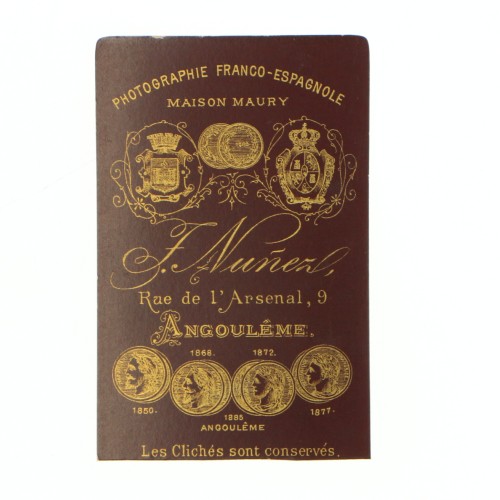 PHOTOGRAPHIE FRANCO-ESPAGNOLE
MAISON MAURY
J. Nuñez,
Rue de l'Arsenal, 9
ANGOULÊME.
1868. 1872.
1859. 1877.
1885
ANGOULÊME
Les Clichés sont conservés.